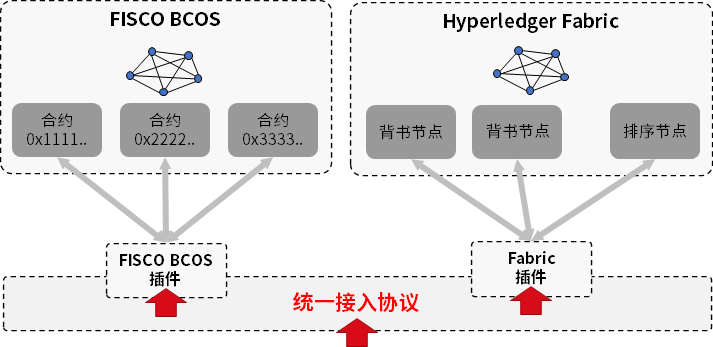 FISCO BCOS
合约
0x1111..
合约
0x2222..
合约
0x3333..
Hyperledger Fabric
背书节点
背书节点
排序节点
FISCO BCOS
插件
Fabric
插件
统一接入协议